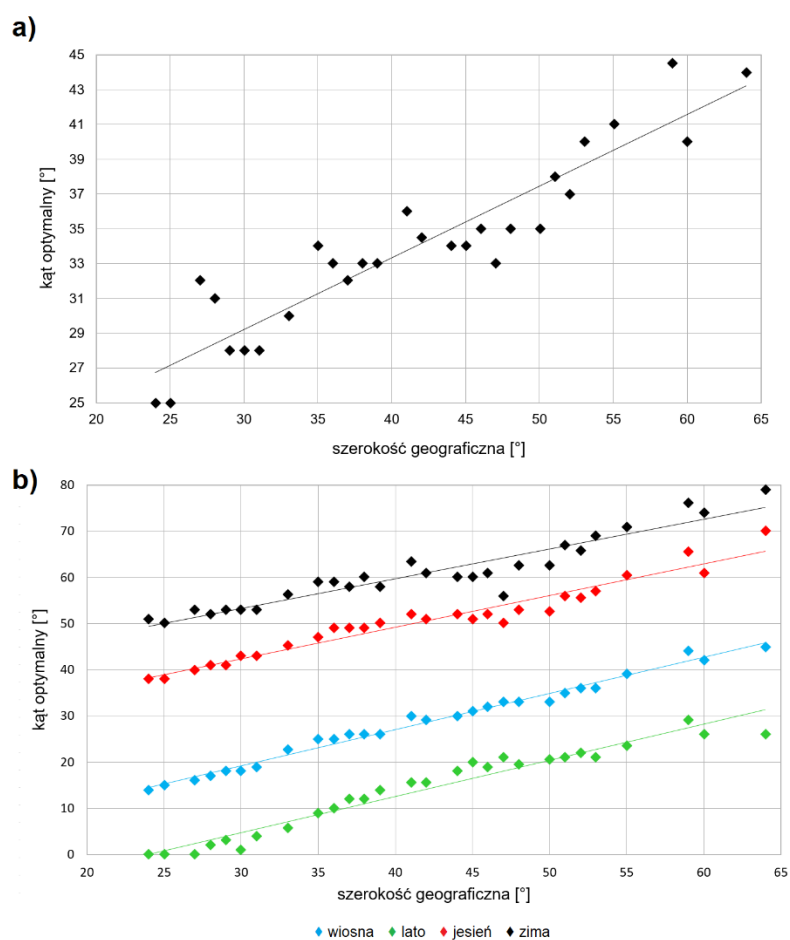 a)
45
43
41
39
37
35
33
31
29
27
25
kąt optymalny [°]
20 25 30 35 40 45 50 55 60 65
szerokość geograficzna [°]
b)
80
70
60
50
40
30
20
10
0
kąt optymalny [°]
20 25 30 35 40 45 50 55 60 65
szerokość geograficzna [°]
wiosna lato jesień zima